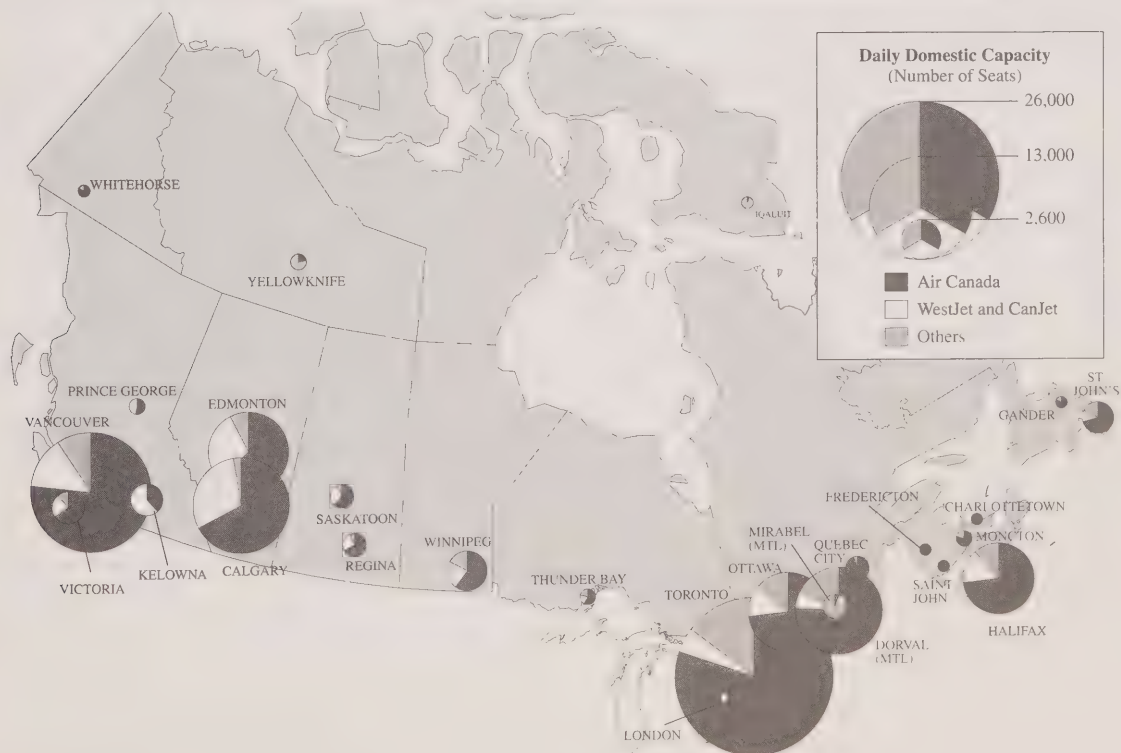 Daily Domestic Capacity
(Number of Seats)
26,000
13,000
2,600
Air Canada
WestJet and CanJet
Others
WHITEHORSE
IQALUIT
YELLOWKNIFE
PRINCE GEORGE
EDMONTON
VANCOUVER
ST
JOHN'S
GANDER
SASKATOON
FREDERICTON
CHARLOTTETOWN
MONCTON
REGINA
WINNIPEG
MIRABEL
(MTL)
QUEBEC
CITY
VICTORIA
KELOWNA
CALGARY
THUNDER BAY
OTTAWA
TORONTO
SAINT
JOHN
HALIFAX
DORVAL
(MTL)
LONDON